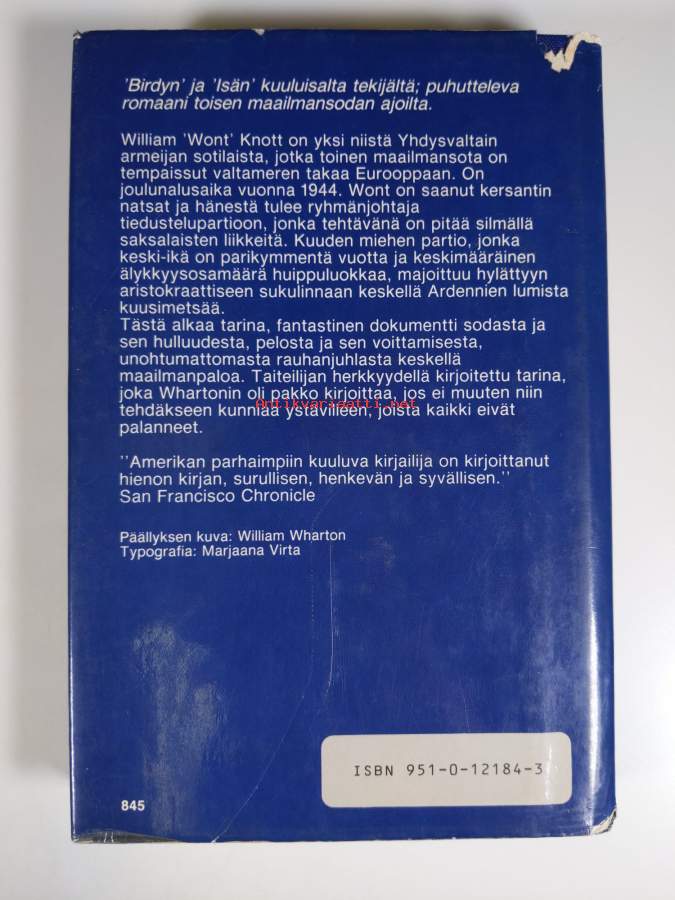 'Birdyn' ja 'Isän' kuuluisalta tekijältä; puhutteleva
romaani toisen maailmansodan ajoilta.
William 'Wont' Knott on yksi niistä Yhdysvaltain
armeijan sotilaista, jotka toinen maailmansota on
tempaissut valtameren takaa Eurooppaan. On
joulunalusaika vuonna 1944. Wont on saanut kersantin
natsat ja hänestä tulee ryhmänjohtaja
tiedustelupartioon, jonka tehtävänä on pitää silmällä
saksalaisten liikkeitä. Kuuden miehen partio, jonka
keski-ikä on parikymmentä vuotta ja keskimääräinen
älykkyysosamäärä huippuluokkaa, majoittuu hylättyyn
aristokraattiseen sukulinnaan keskellä Ardennien lumista
kuusimetsää.
Tästä alkaa tarina, fantastinen dokumentti sodasta ja
sen hulluudesta, pelosta ja sen voittamisesta,
unohtumattomasta rauhanjuhlasta keskellä
maailmanpaloa. Taiteilijan herkkyydellä kirjoitettu tarina,
joka Whartonin oli pakko kirjoittaa, jos ei muuten niin
Antikvariaatti.net
tehdäkseen kunniaa ystävilleen, joista kaikki eivät
palanneet.
''Amerikan parhaimpiin kuuluva kirjailija on kirjoittanut
hienon kirjan, surullisen, henkevän ja syvällisen.''
San Francisco Chronicle
Päällyksen kuva: William Wharton
Typografia: Marjaana Virta
ISBN 951-0-12184-3
845